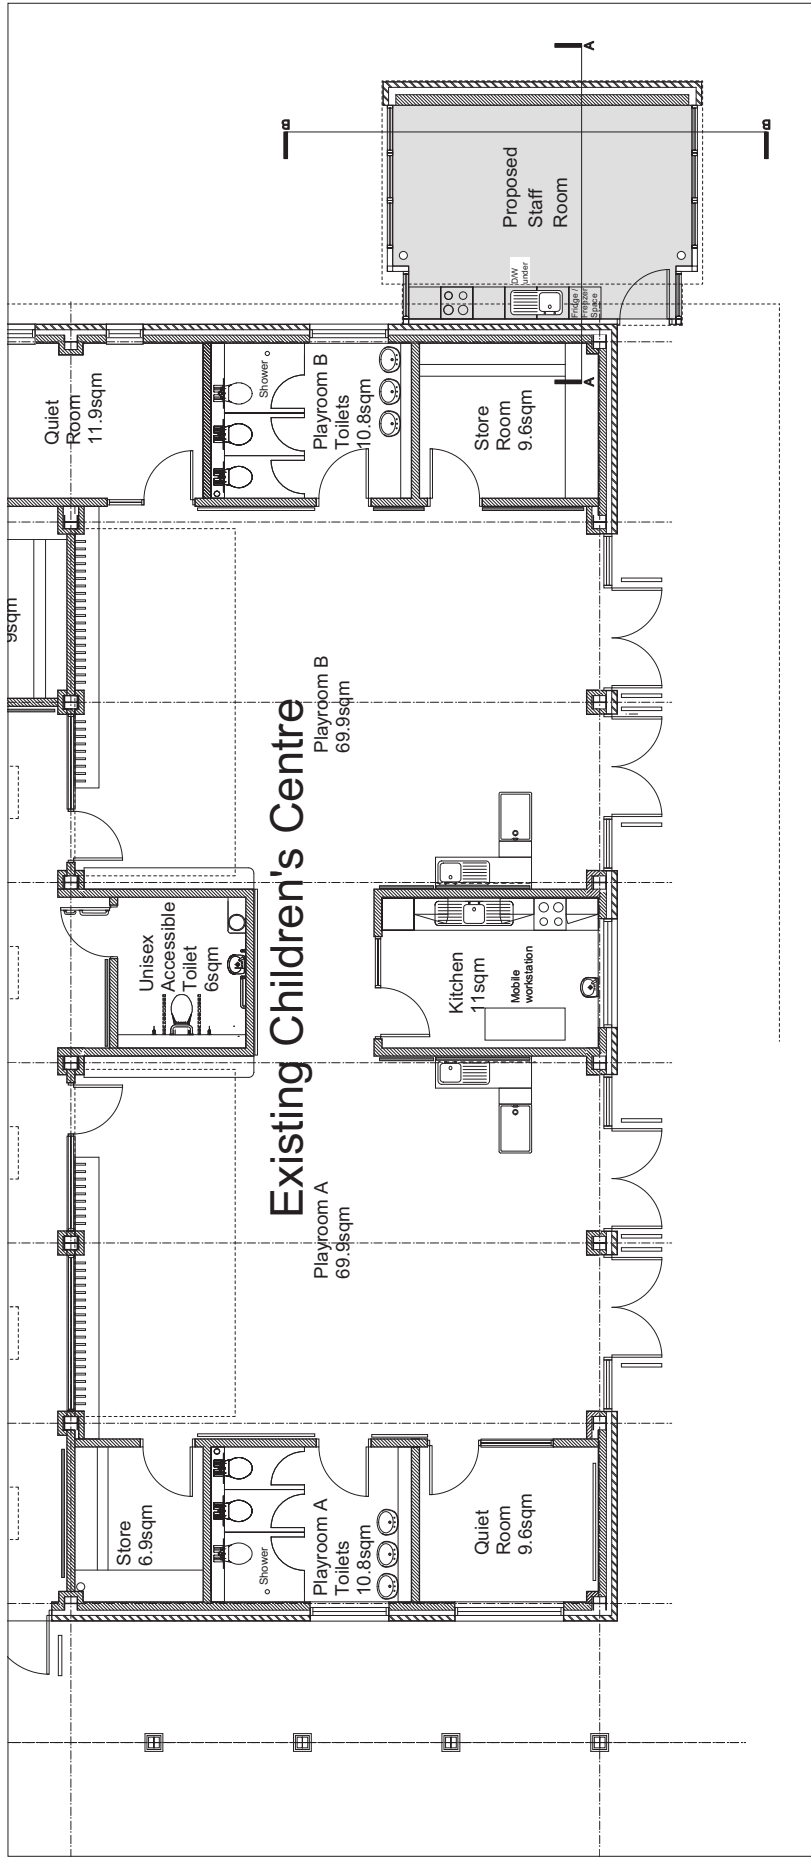 A
B
B
Proposed
Staff
Room
D/W
under
Fridge /
Freezer
Space
A
Quiet
Room
11.9sqm
Shower
Playroom B
Toilets
10.8sqm
Store
Room
9.6sqm
9sqm
Playroom B
69.9sqm
Existing Children's Centre
Unisex
Accessible
Toilet
6sqm
Kitchen
11sqm
Mobile
workstation
Playroom A
69.9sqm
Store
6.9sqm
Shower
Playroom A
Toilets
10.8sqm
Quiet
Room
9.6sqm